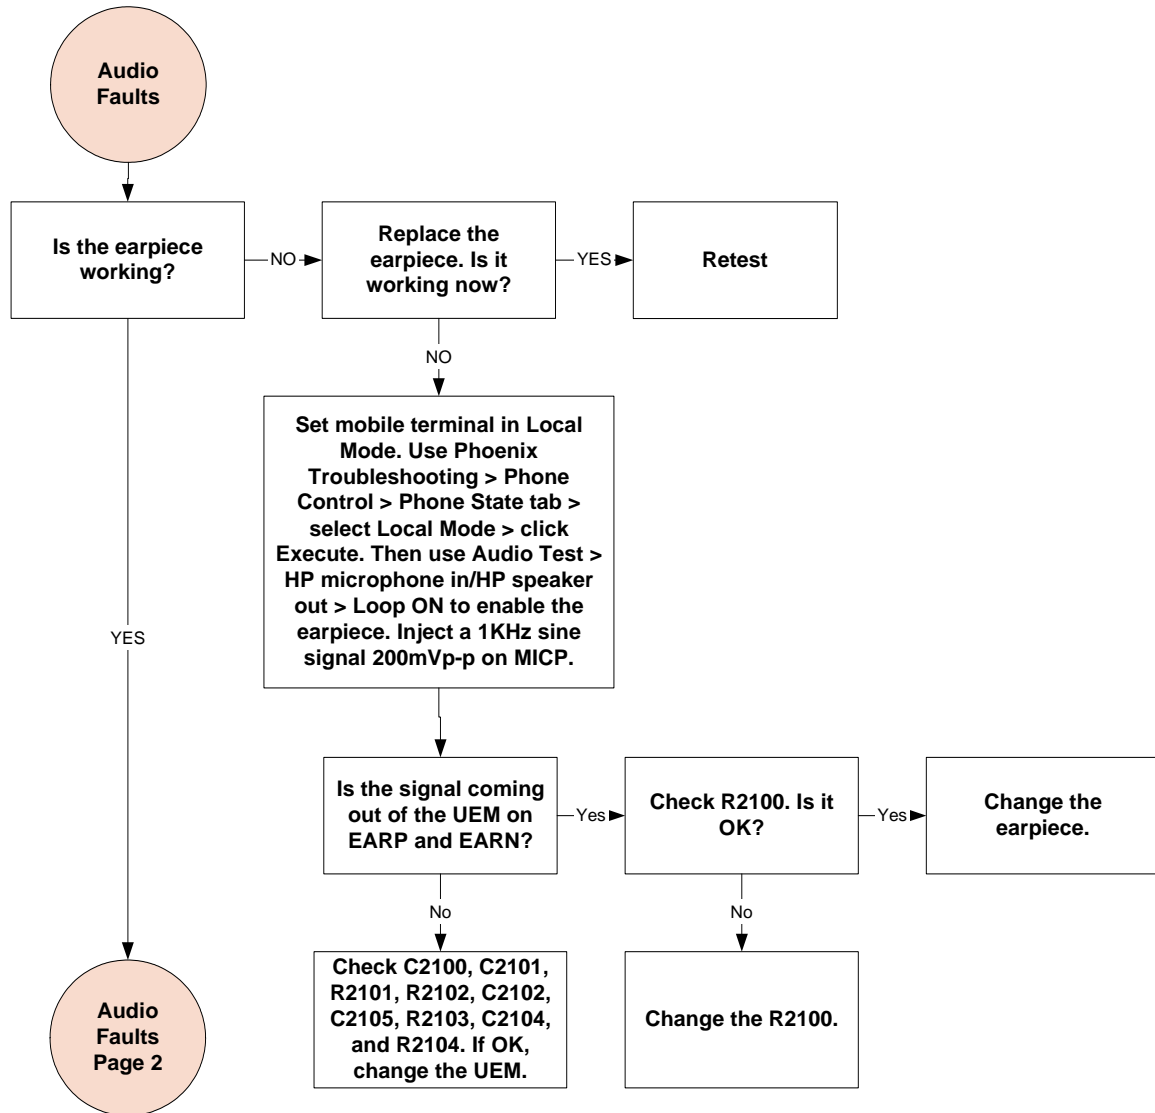 Audio
Faults
Is the earpiece
working?
NO
Replace the
earpiece. Is it
working now?
YES
Retest
NO
Set mobile terminal in Local
Mode. Use Phoenix
Troubleshooting > Phone
Control > Phone State tab >
select Local Mode > click
Execute. Then use Audio Test >
HP microphone in/HP speaker
out > Loop ON to enable the
earpiece. Inject a 1KHz sine
signal 200mVp-p on MICP.
YES
Is the signal coming
out of the UEM on
EARP and EARN?
Yes
Check R2100. Is it
OK?
Yes
Change the
earpiece.
No
No
Check C2100, C2101,
R2101, R2102, C2102,
C2105, R2103, C2104,
and R2104. If OK,
change the UEM.
Change the R2100.
Audio
Faults
Page 2